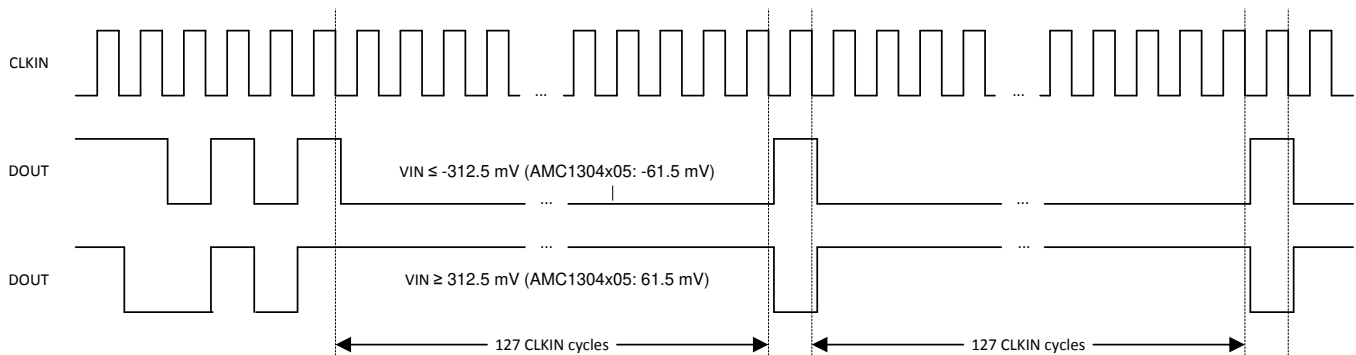 CLKIN
...
...
DOUT
VIN ≤ -312.5 mV (AMC1304x05: -61.5 mV)
...
...
DOUT
...
...
VIN ≥ 312.5 mV (AMC1304x05: 61.5 mV)
127 CLKIN cycles
127 CLKIN cycles